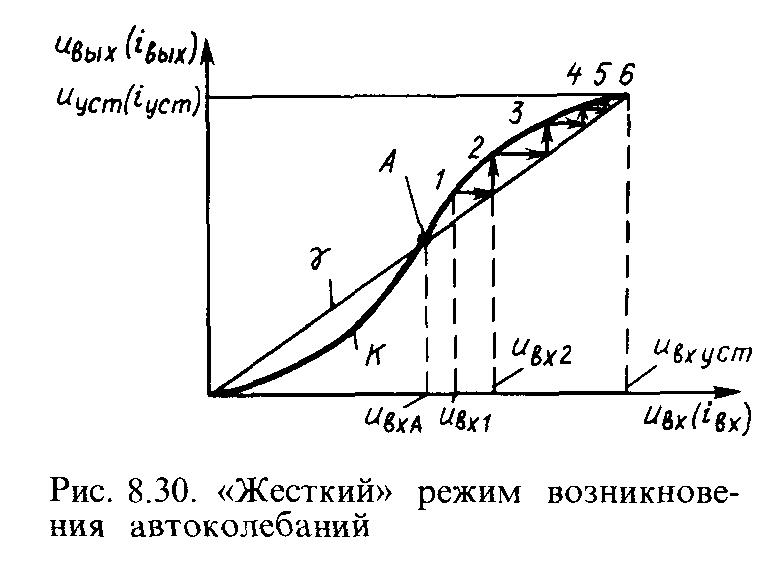 uвых (iвых)
uуст (iуст)
4 5 6
3
2
1
A
γ
K
uвх2
uвх уст
uвхA
uвх1
uвх (iвх)
Рис. 8.30. «Жесткий» режим возникнове-
ния автоколебаний